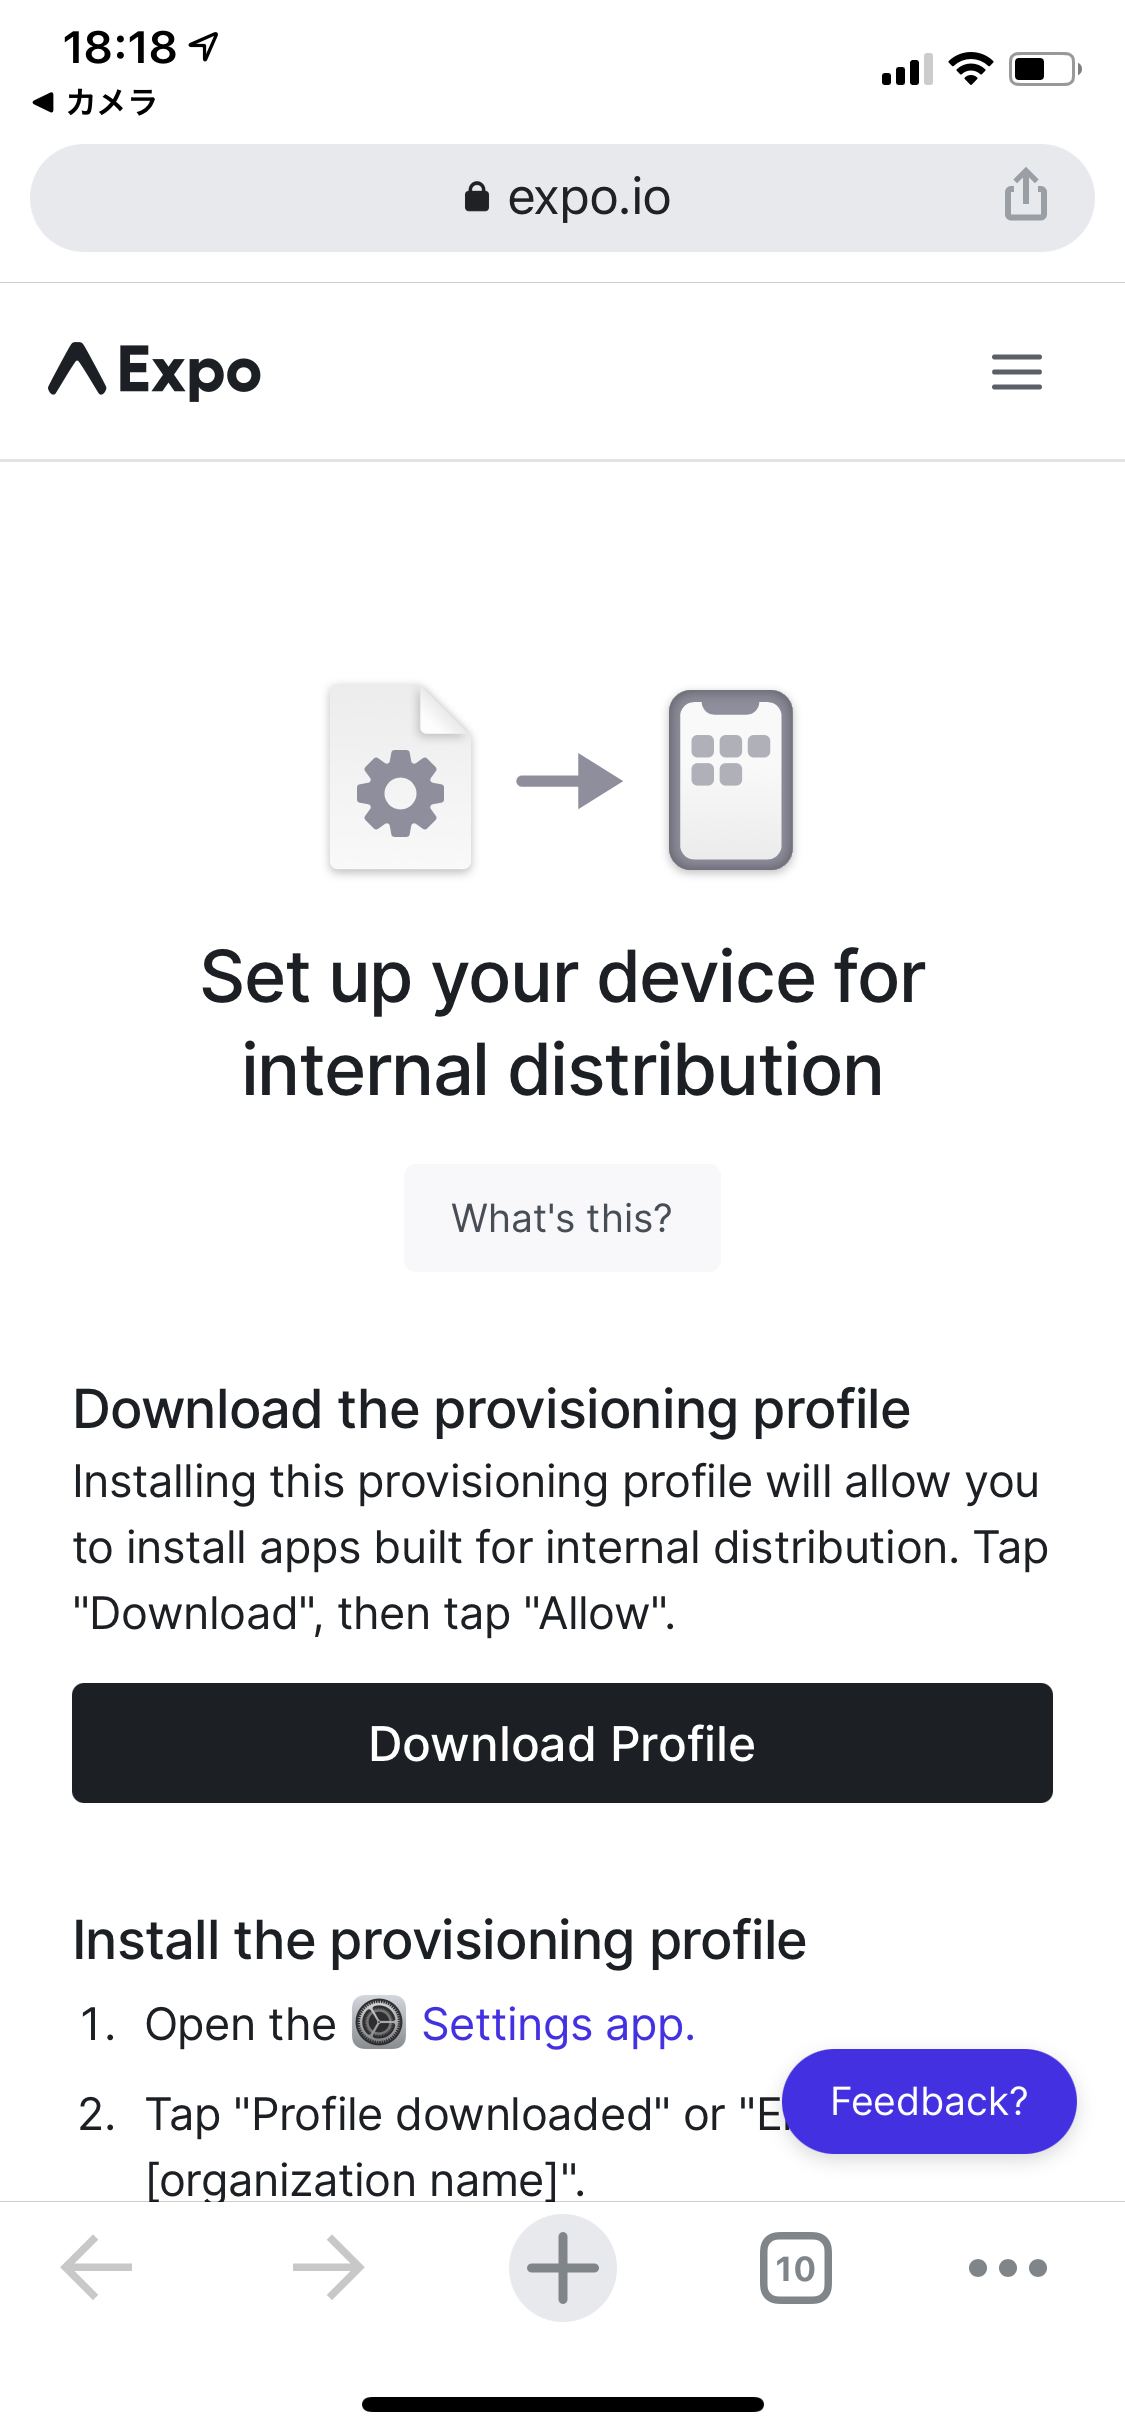 18:18
カメラ
expo.io
Expo
Set up your device for
internal distribution
What's this?
Download the provisioning profile
Installing this provisioning profile will allow you
to install apps built for internal distribution. Tap
"Download", then tap "Allow".
Download Profile
Install the provisioning profile
1. Open the Settings app.
2. Tap "Profile downloaded" or
[organization name]".
Feedback?
10